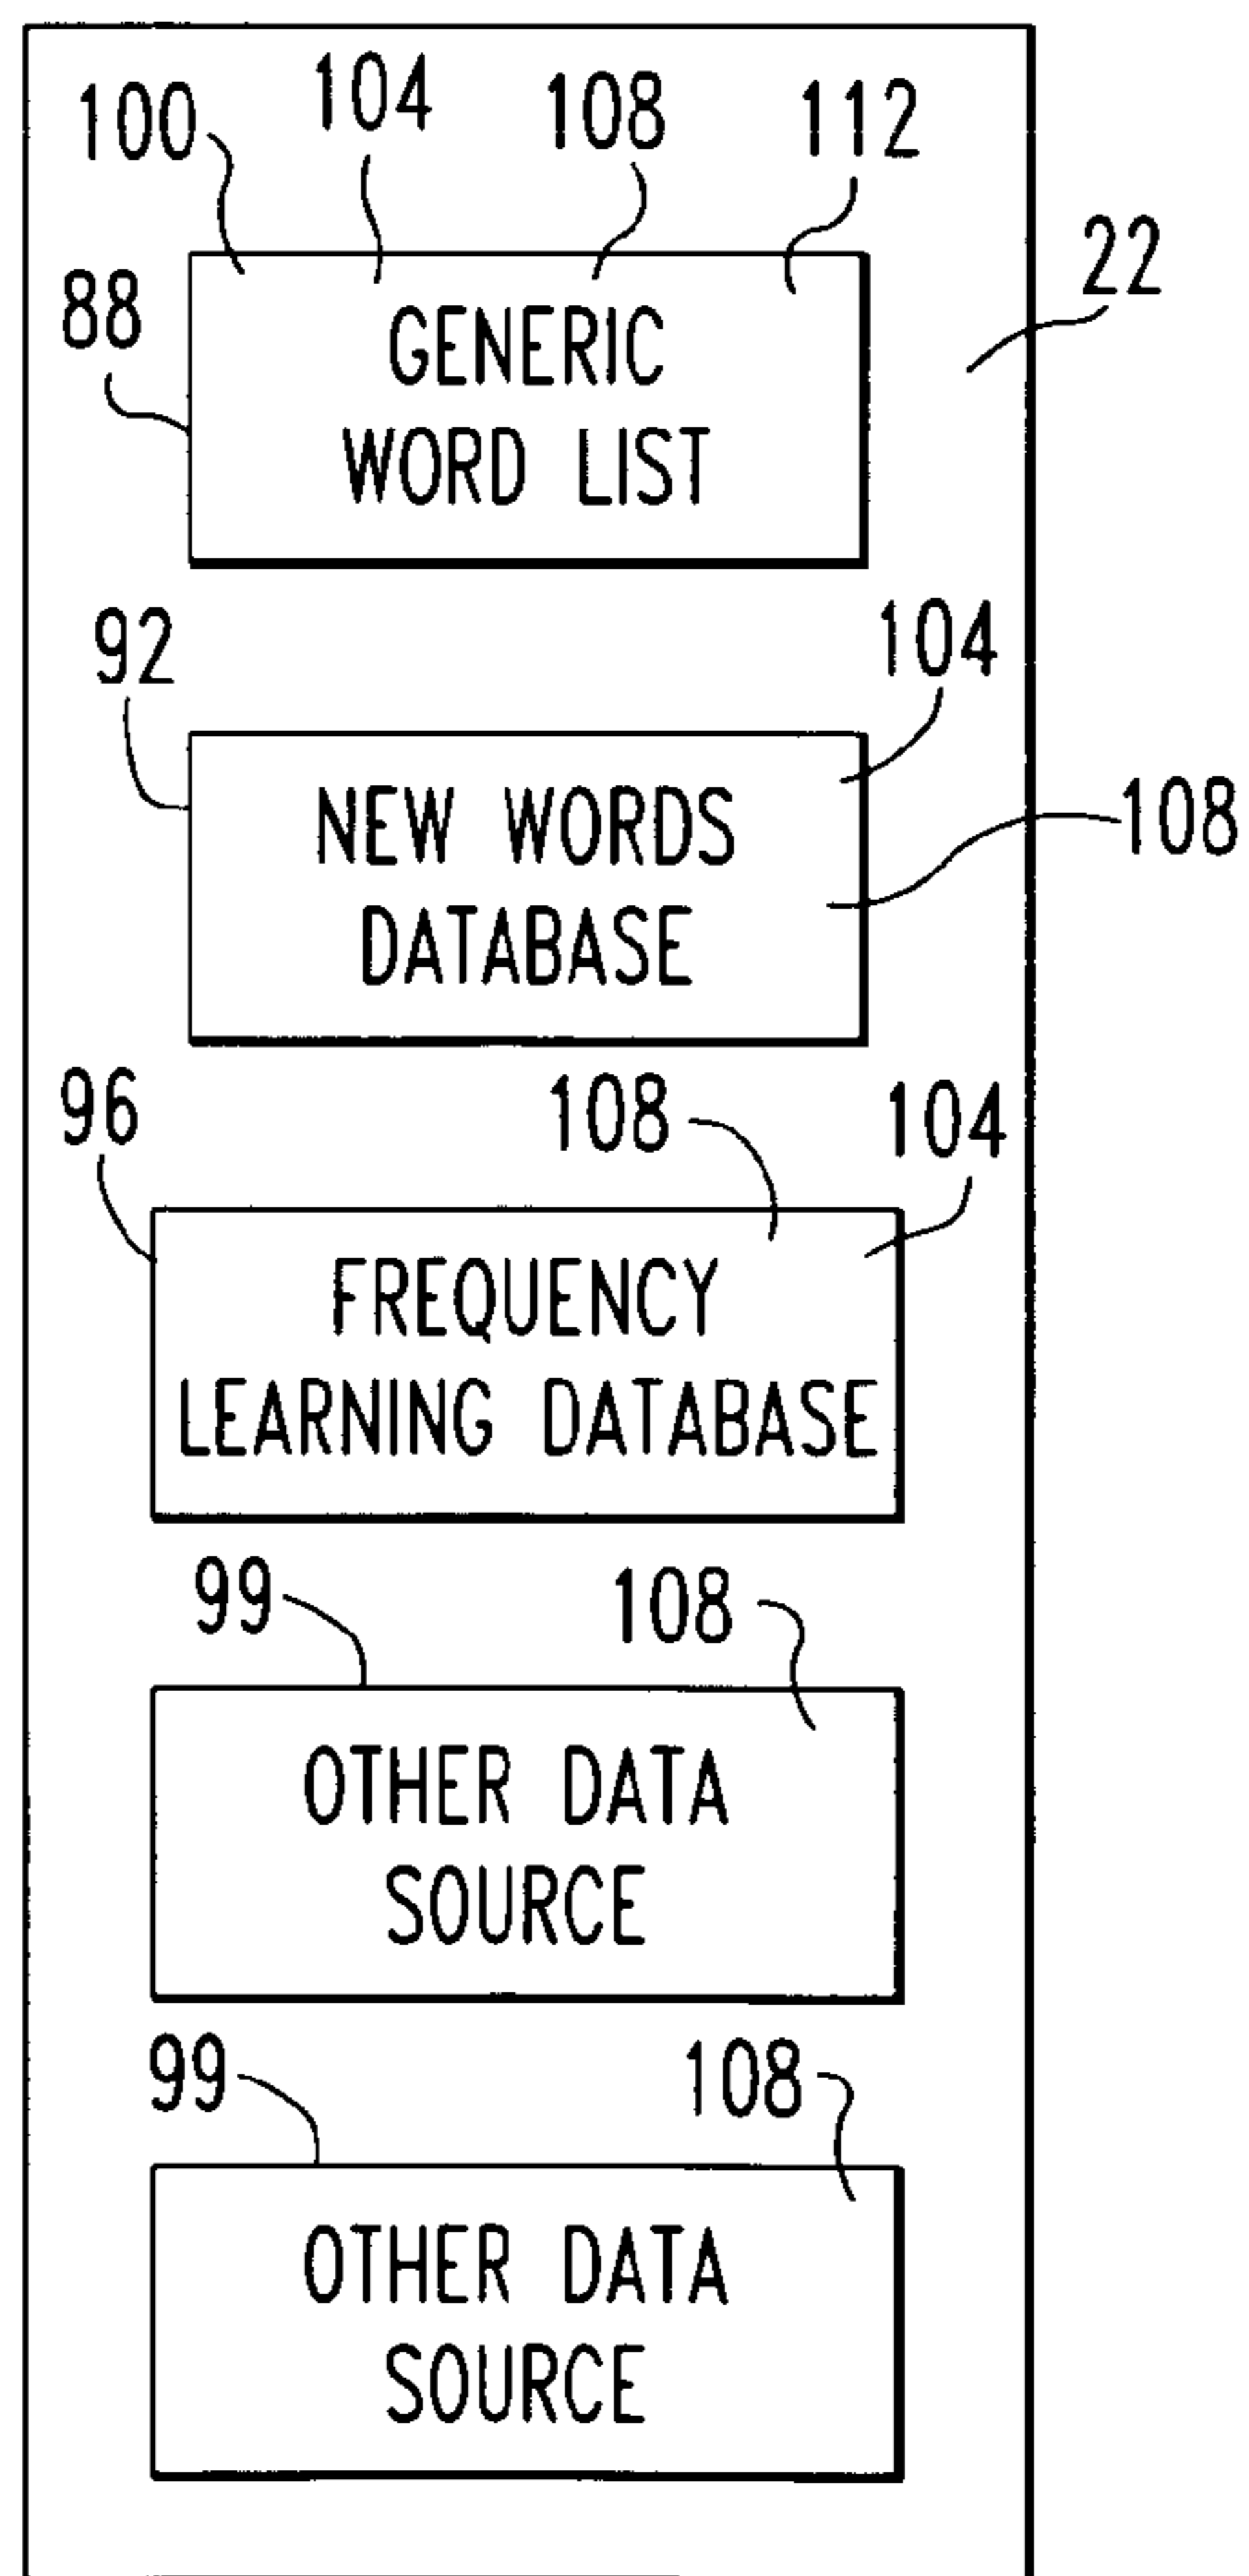 100 104 108 112
22
88
GENERIC
WORD LIST
92
104
NEW WORDS
108
DATABASE
96 108 104
FREQUENCY
LEARNING DATABASE
99 108
OTHER DATA
SOURCE
99 108
OTHER DATA
SOURCE